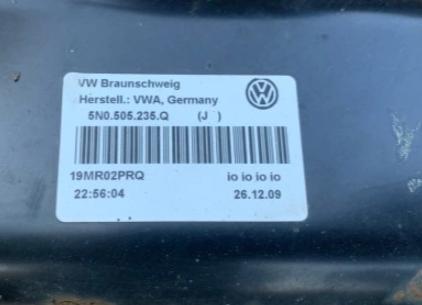 VW Braunschweig
Herstell.: VWA, Germany
5N0.505.235.Q (J )
19MR02PRQ io io io io
22:56:04 26.12.09